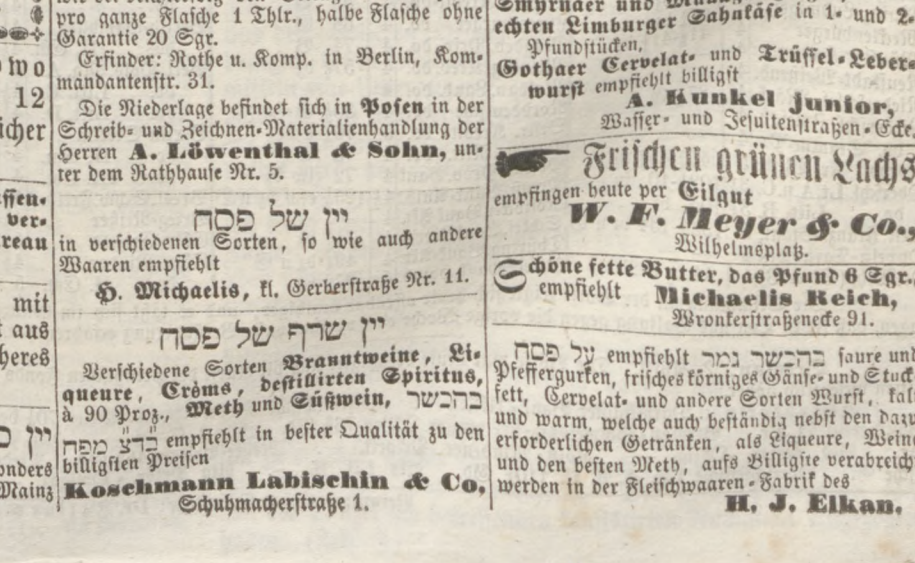 pro ganze Flasche 1 Thlr., halbe Flasche ohne
Garantie 20 Sgr.
Erfinder: Rothe u. Komp. in Berlin, Kom-
mandantenstr. 31.
Die Niederlage befindet sich in Posen in der
Schreib- und Zeichnen-Materialienhandlung der
Herren A. Löwenthal & Sohn, un-
ter dem Rathhause Nr. 5.
יין של פסח
in verschiedenen Sorten, so wie auch andere
Waaren empfiehlt
H. Michaelis, kl. Gerberstraße Nr. 11.
יין שרף של פסח
Verschiedene Sorten Branntweine, Li-
queure, Crèms, destillirten Spiritus,
à 90 Proz., Meth und Süßwein, בהכשר
בד״צ מפה empfiehlt in bester Qualität zu den
billigsten Preisen
Koschmann Labischin & Co,
Schuhmacherstraße 1.
echten Limburger Sahnkäse in 1- und 2-
Pfundstücken,
Gothaer Cervelat- und Trüffel-Leber-
wurst empfiehlt billigst
A. Kunkel junior,
Wasser- und Jesuitenstraßen-Ecke
Frischen grünen Lachs
empfingen heute per Eilgut
W. F. Meyer & Co.,
Wilhelmsplatz.
Schöne fette Butter, das Pfund 6 Sgr.
empfiehlt Michaelis Reich,
Wronkerstraßenecke 91.
על פסח empfiehlt בהכשר גמר saure und
Pfeffergurken, frisches körniges Gänse- und Stück
fett, Cervelat- und andere Sorten Wurst, kalt
und warm, welche auch beständig nebst den dazu
erforderlichen Getränken, als Liqueure, Weine
und den besten Meth, aufs Billigste verabreicht
werden in der Fleischwaaren-Fabrik des
H. J. Elkan.